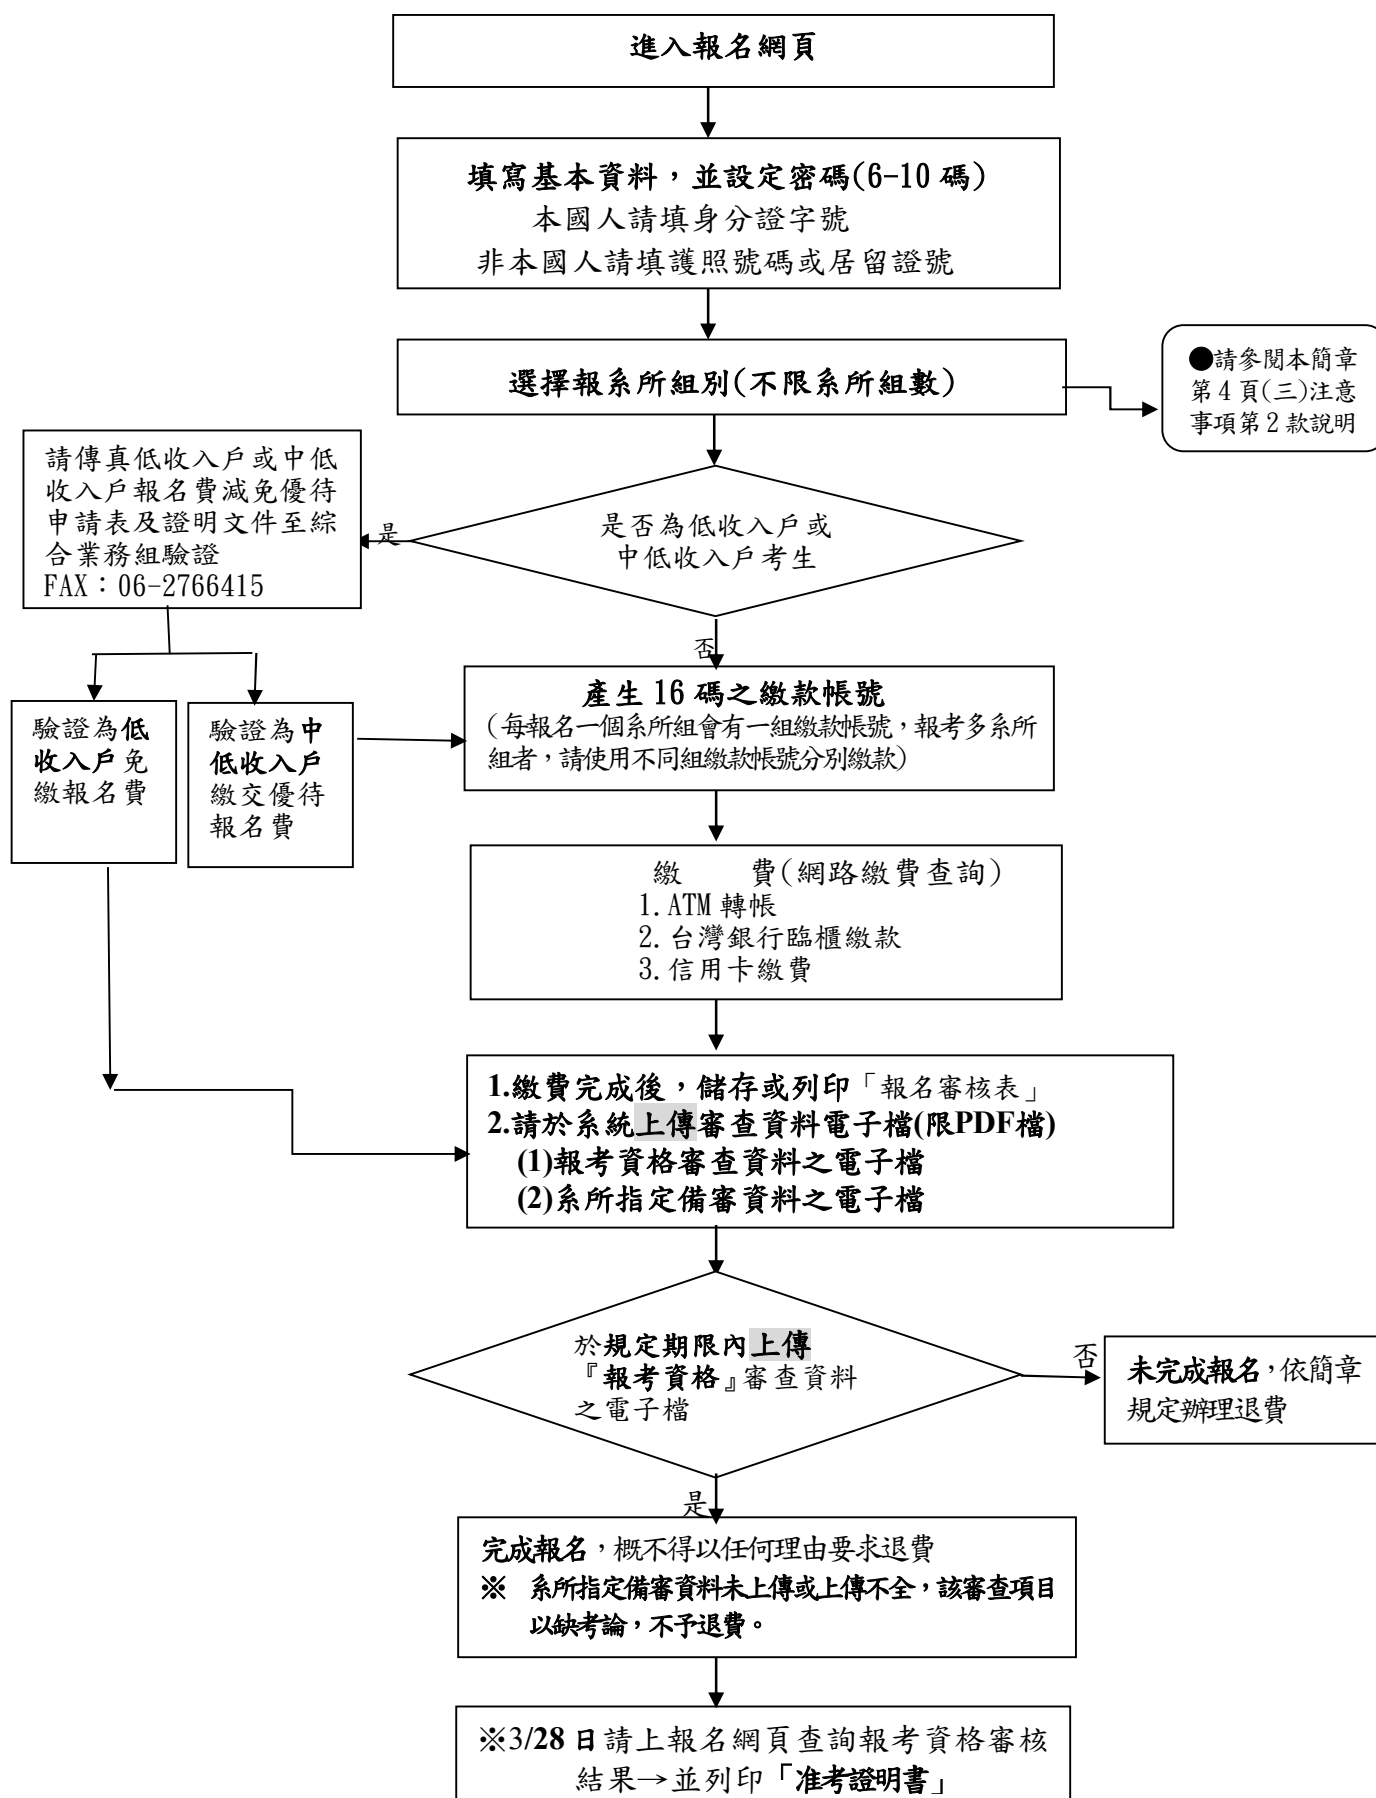 進入報名網頁
填寫基本資料，並設定密碼(6-10 碼)
本國人請填身分證字號
非本國人請填護照號碼或居留證號
選擇報系所組別(不限系所組數)
●請參閱本簡章
第 4 頁(三)注意
事項第 2 款說明
請傳真低收入戶或中低
收入戶報名費減免優待
申請表及證明文件至綜
合業務組驗證
FAX：06-2766415
是
是否為低收入戶或
中低收入戶考生
否
驗證為低
收入戶免
繳報名費
驗證為中
低收入戶
繳交優待
報名費
產生 16 碼之繳款帳號
(每報名一個系所組會有一組繳款帳號，報考多系所
組者，請使用不同組繳款帳號分別繳款)
繳　　費(網路繳費查詢)
1.ATM 轉帳
2.台灣銀行臨櫃繳款
3.信用卡繳費
1.繳費完成後，儲存或列印「報名審核表」
2.請於系統上傳審查資料電子檔(限PDF檔)
(1)報考資格審查資料之電子檔
(2)系所指定備審資料之電子檔
於規定期限內上傳
『報考資格』審查資料
之電子檔
否
未完成報名，依簡章
規定辦理退費
是
完成報名，概不得以任何理由要求退費
※　系所指定備審資料未上傳或上傳不全，該審查項目
以缺考論，不予退費。
※3/28 日請上報名網頁查詢報考資格審核
結果→並列印「准考證明書」